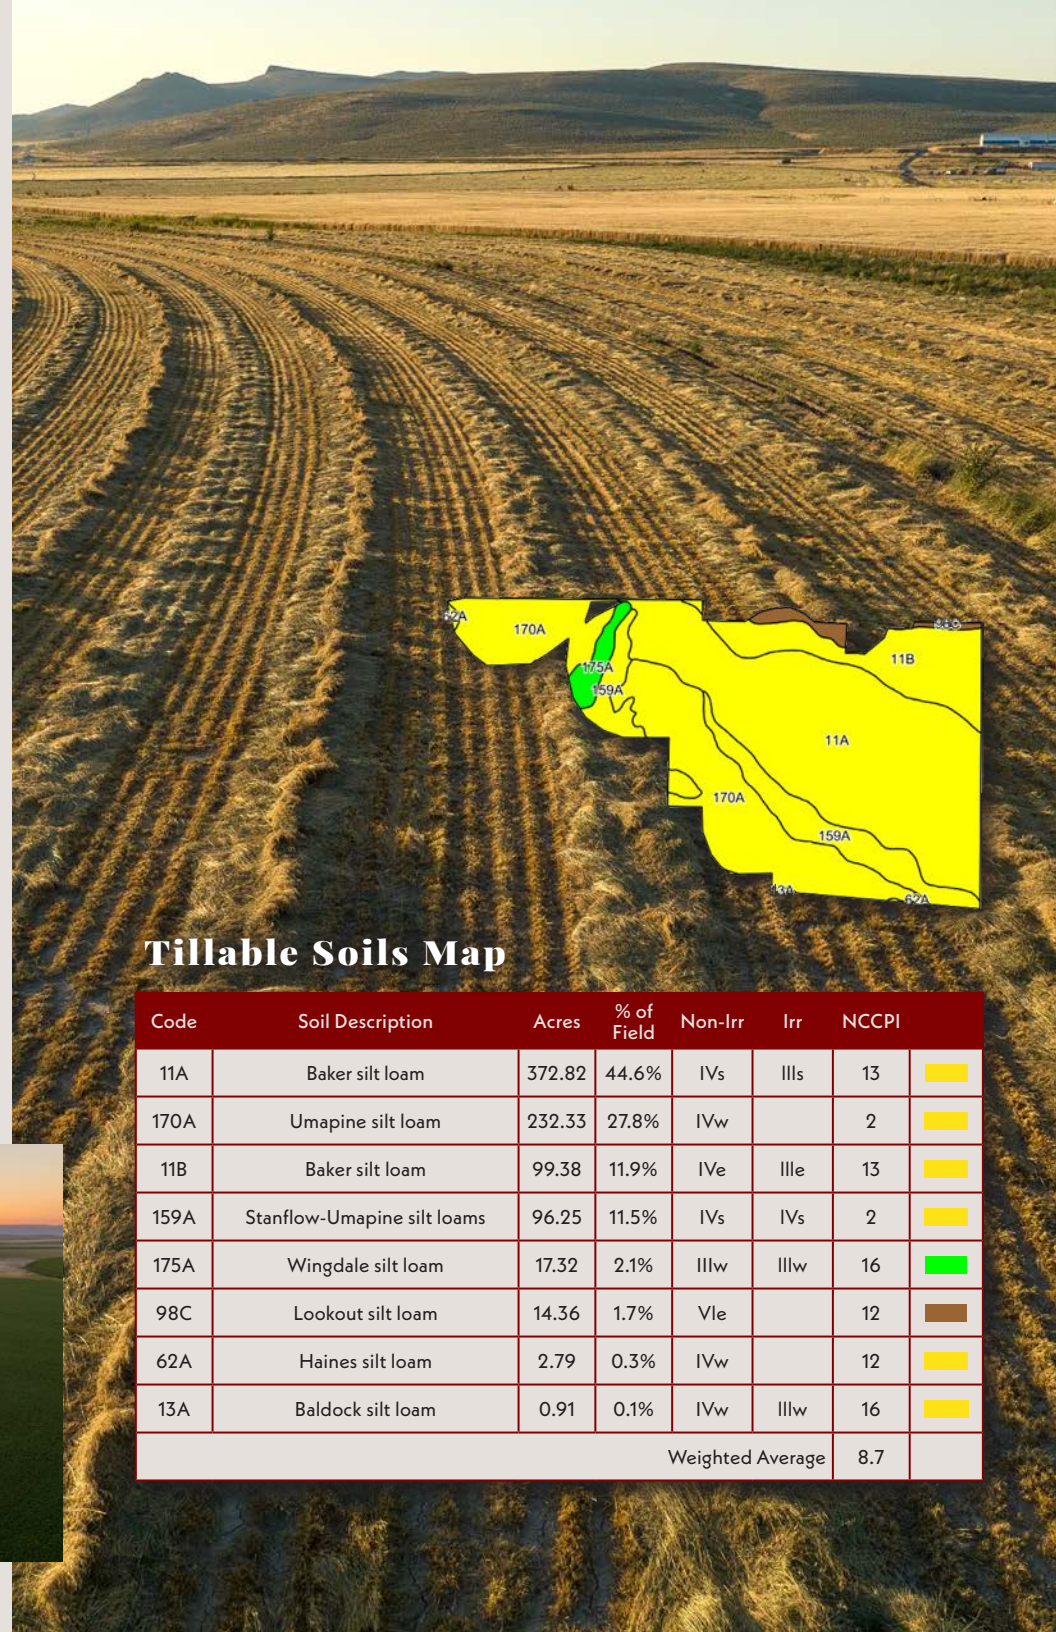 62A
170A
175A
159A
98C
11B
11A
170A
159A
13A
62A
Tillable Soils Map
Code Soil Description Acres % of Field Non-Irr Irr NCCPI
11A Baker silt loam 372.82 44.6% IVs IIIs 13
170A Umapine silt loam 232.33 27.8% IVw 2
11B Baker silt loam 99.38 11.9% IVe IIIe 13
159A Stanflow-Umapine silt loams 96.25 11.5% IVs IVs 2
175A Wingdale silt loam 17.32 2.1% IIIw IIIw 16
98C Lookout silt loam 14.36 1.7% VIe 12
62A Haines silt loam 2.79 0.3% IVw 12
13A Baldock silt loam 0.91 0.1% IVw IIIw 16
Weighted Average 8.7